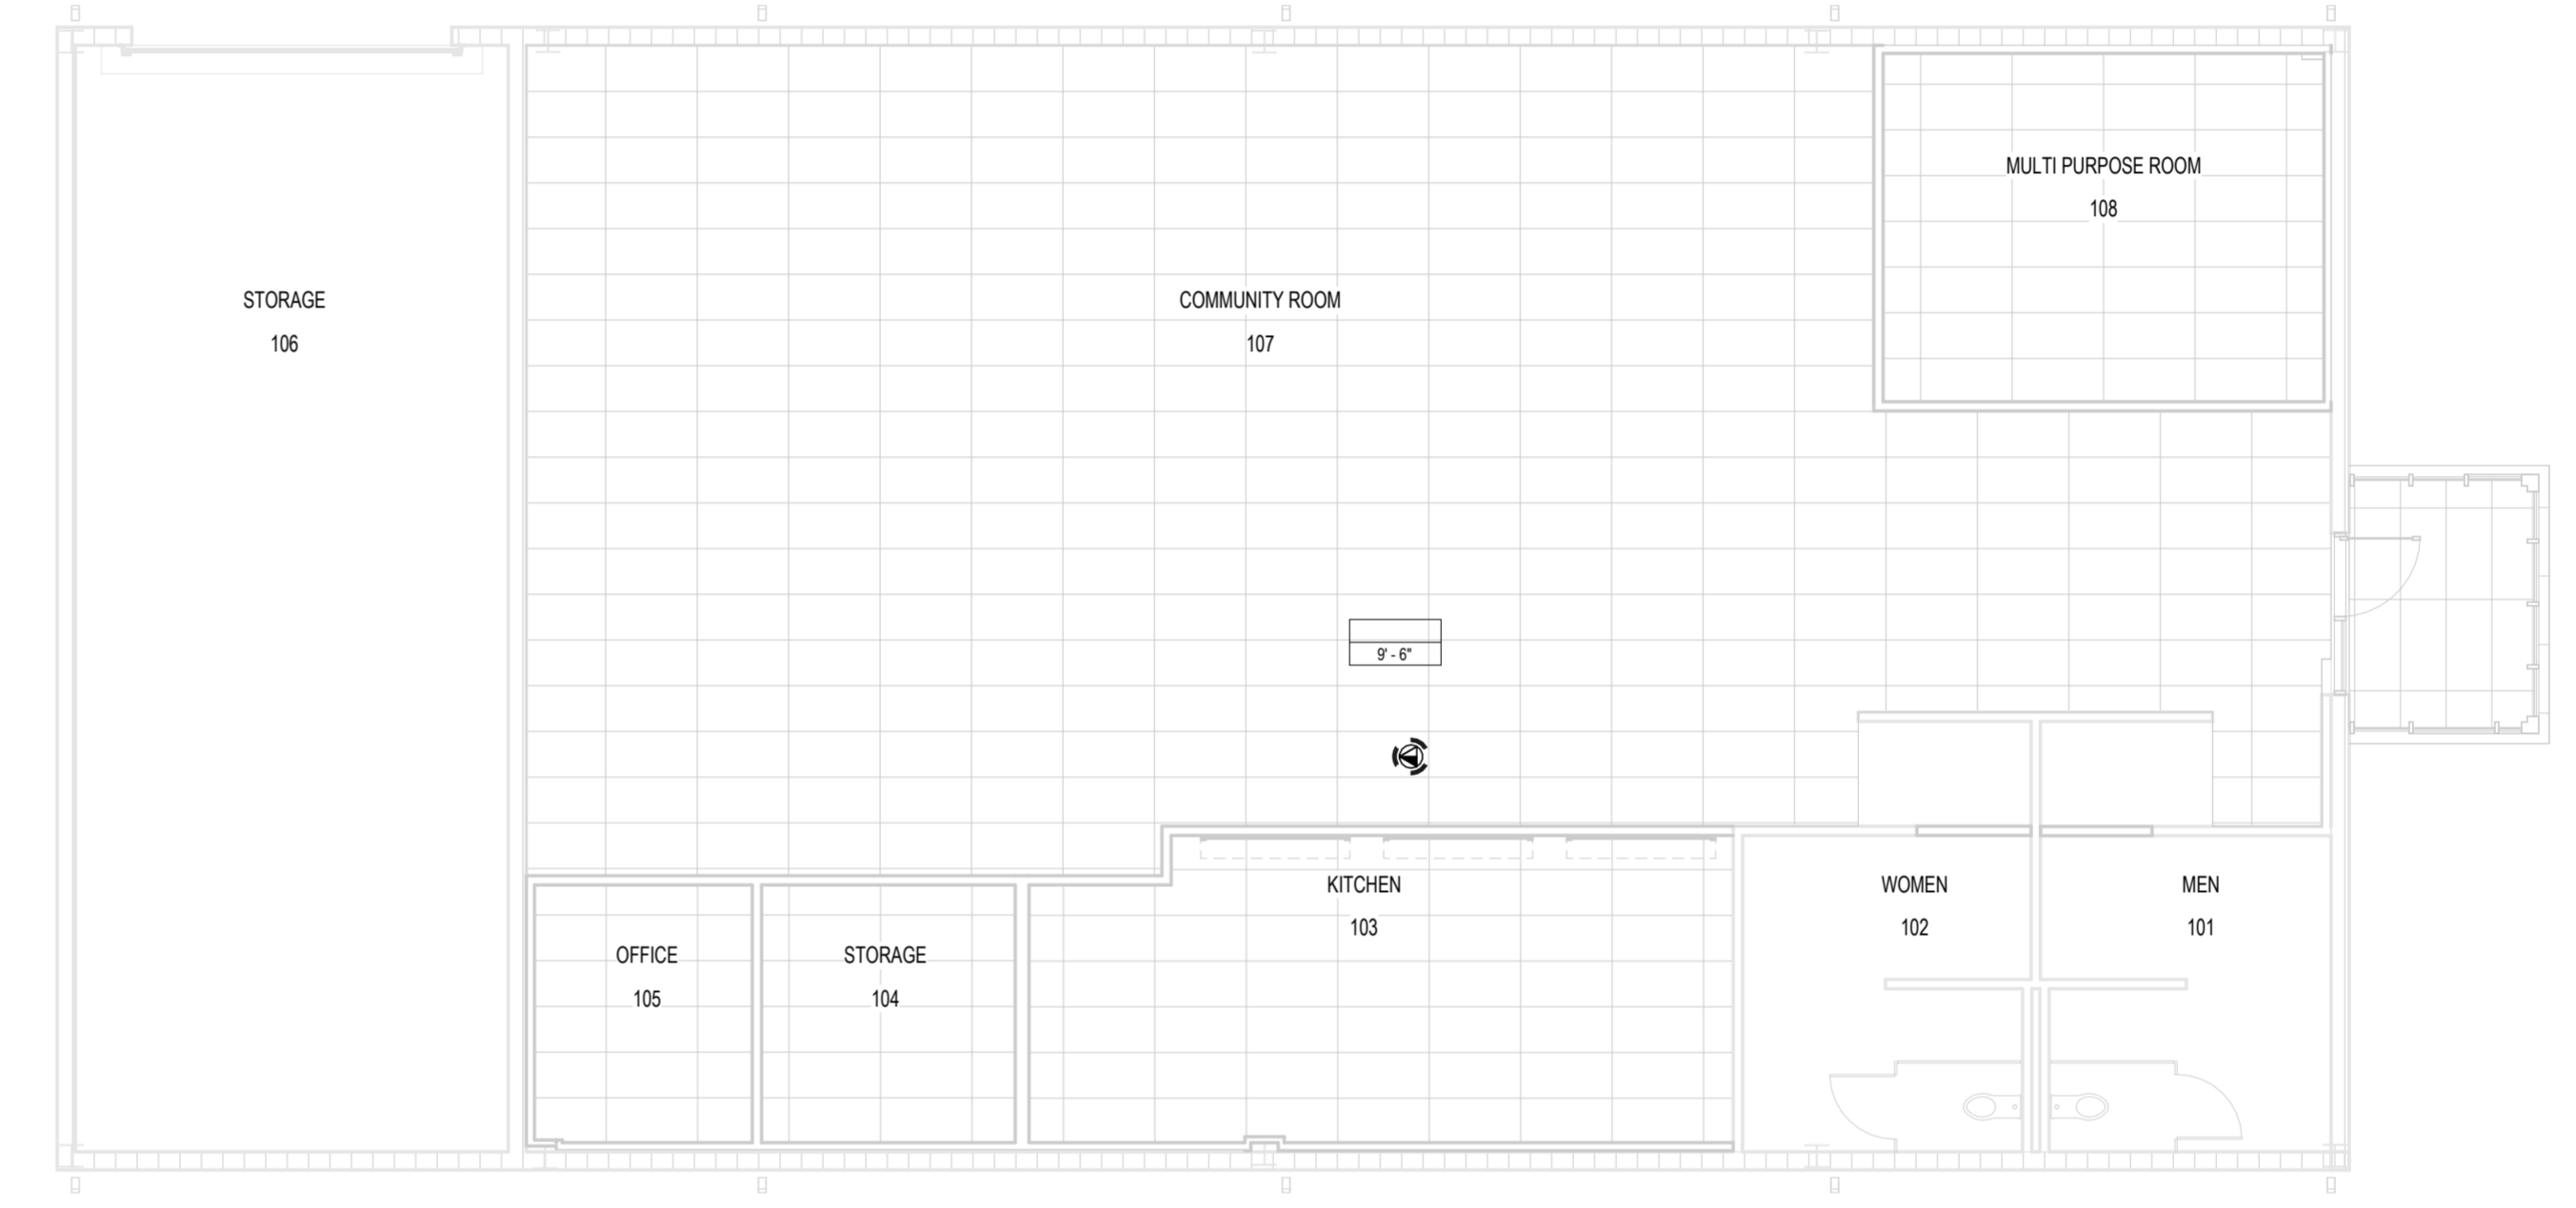 MULTI PURPOSE ROOM
108
STORAGE
106
COMMUNITY ROOM
107
9' - 6"
KITCHEN
103
WOMEN
102
MEN
101
OFFICE
105
STORAGE
104